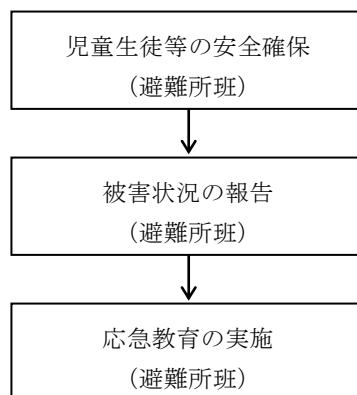 児童生徒等の安全確保
（避難所班）
被害状況の報告
（避難所班）
応急教育の実施
（避難所班）